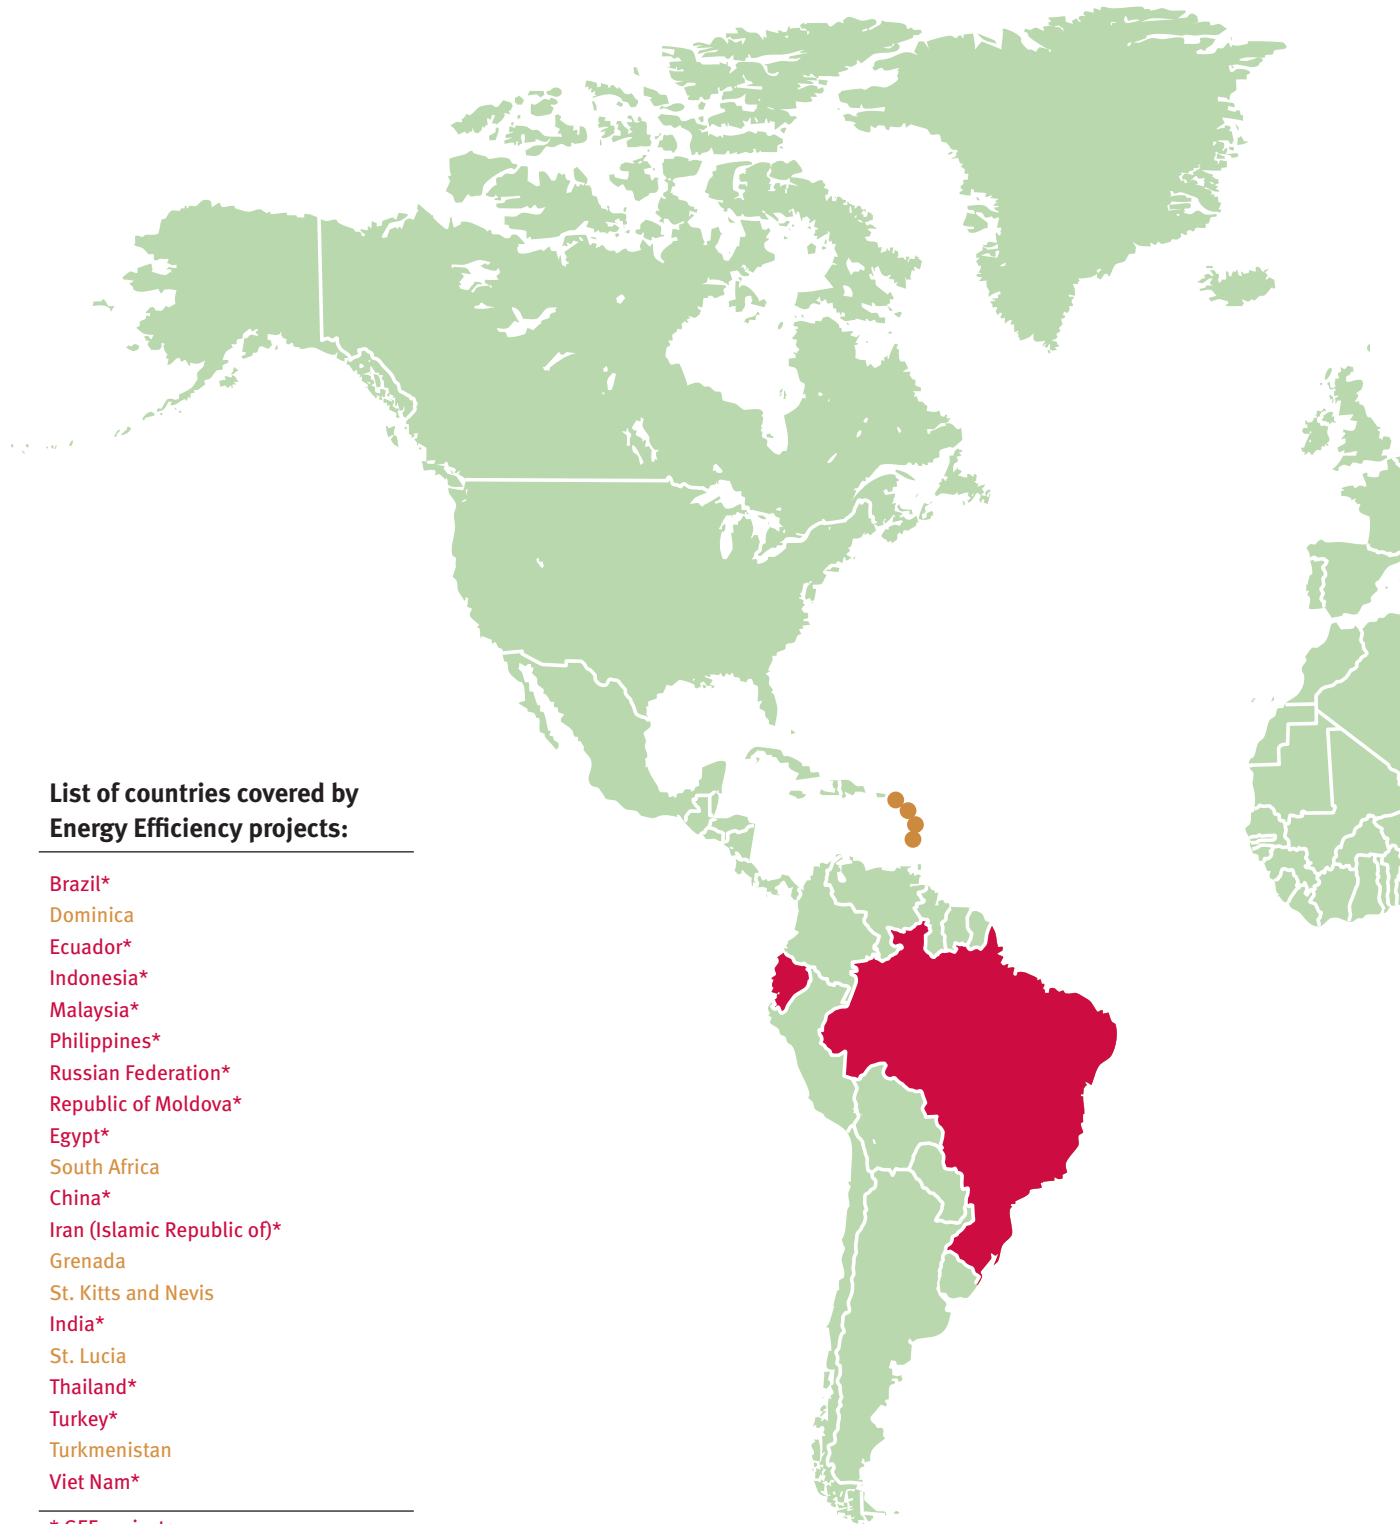 List of countries covered by
Energy Efficiency projects:
Brazil*
Dominica
Ecuador*
Indonesia*
Malaysia*
Philippines*
Russian Federation*
Republic of Moldova*
Egypt*
South Africa
China*
Iran (Islamic Republic of)*
Grenada
St. Kitts and Nevis
India*
St. Lucia
Thailand*
Turkey*
Turkmenistan
Viet Nam*